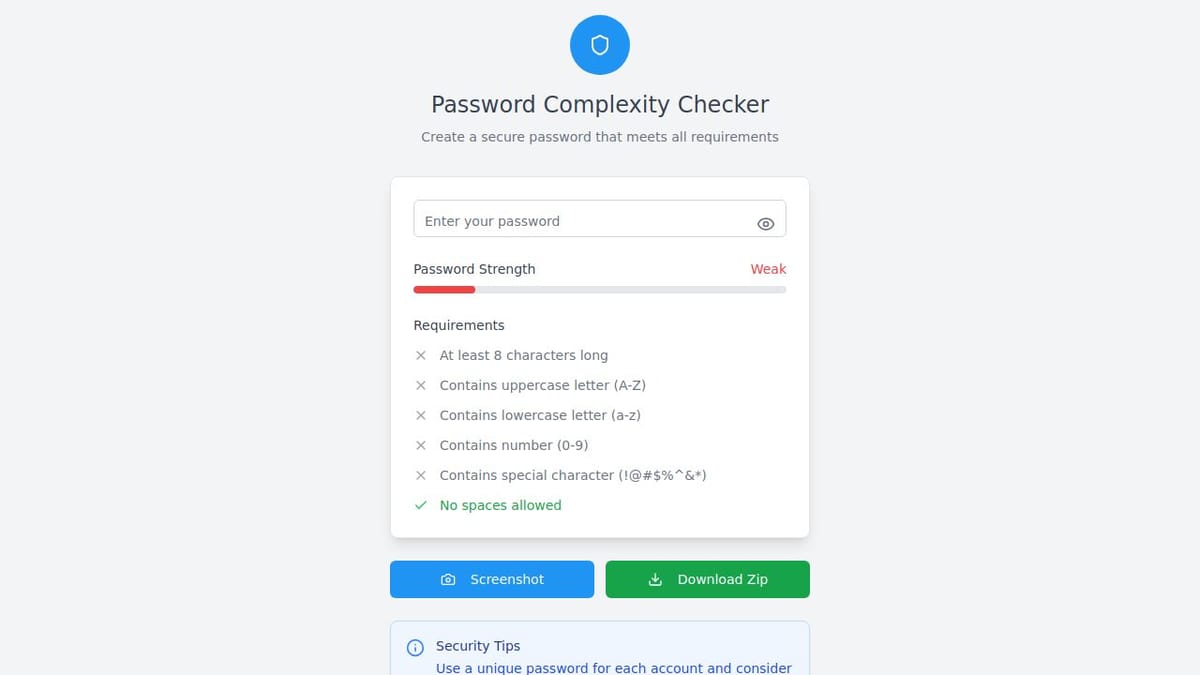 Password Complexity Checker
Create a secure password that meets all requirements
Enter your password
Password Strength
Weak
Requirements
At least 8 characters long
Contains uppercase letter (A-Z)
Contains lowercase letter (a-z)
Contains number (0-9)
Contains special character (!@#$%^&*)
No spaces allowed
Screenshot
Download Zip
Security Tips
Use a unique password for each account and consider